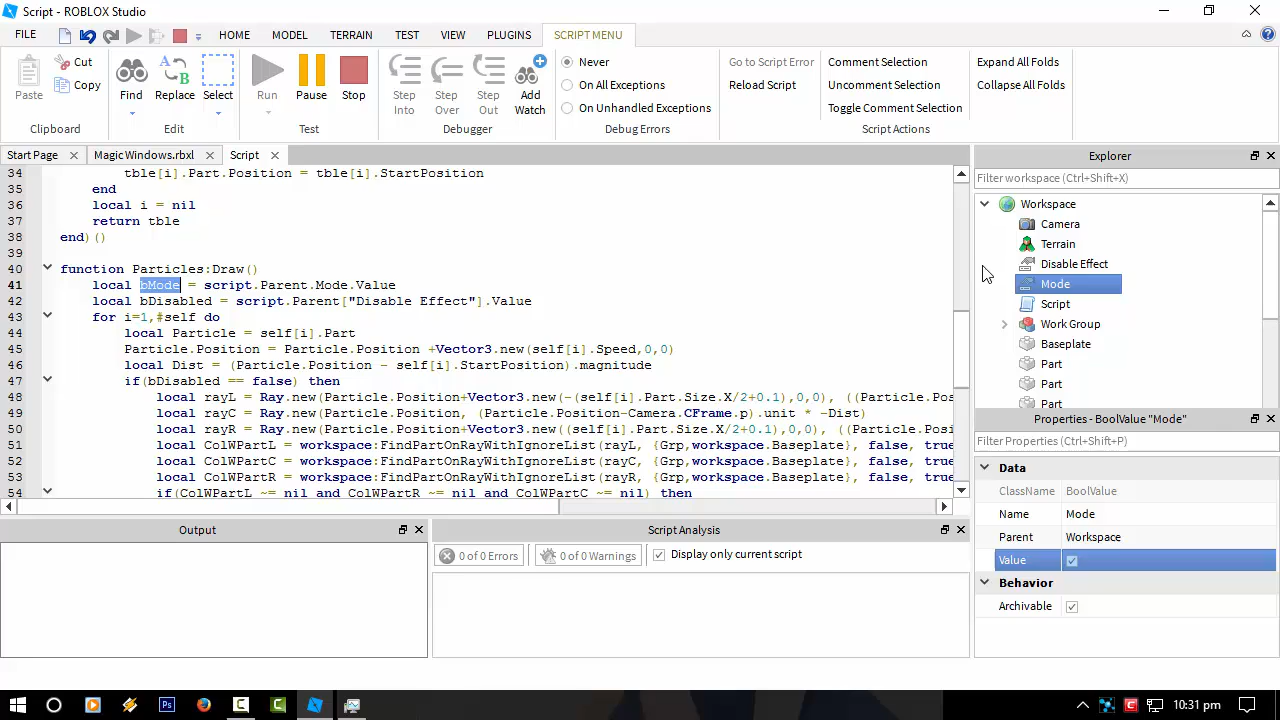 Script - ROBLOX Studio
FILE HOME MODEL TERRAIN TEST VIEW PLUGINS SCRIPT MENU
Paste Cut Copy Find Replace Select Run Pause Stop Step Into Step Over Step Out Add Watch
Never
On All Exceptions
On Unhandled Exceptions
Go to Script Error
Reload Script
Comment Selection
Uncomment Selection
Toggle Comment Selection
Expand All Folds
Collapse All Folds
Clipboard Edit Test Debugger Debug Errors Script Actions
Start Page MagicWindows.rbxl Script
34 tble[i].Part.Position = tble[i].StartPosition
35 end
36 local i = nil
37 return tble
38 end)()
39
40 function Particles:Draw()
41 local bMode = script.Parent.Mode.Value
42 local bDisabled = script.Parent["Disable Effect"].Value
43 for i=1,#self do
44 local Particle = self[i].Part
45 Particle.Position = Particle.Position +Vector3.new(self[i].Speed,0,0)
46 local Dist = (Particle.Position - self[i].StartPosition).magnitude
47 if(bDisabled == false) then
48 local rayL = Ray.new(Particle.Position+Vector3.new(-(self[i].Part.Size.X/2+0.1),0,0), ((Particle.Pos
49 local rayC = Ray.new(Particle.Position, (Particle.Position-Camera.CFrame.p).unit * -Dist)
50 local rayR = Ray.new(Particle.Position+Vector3.new((self[i].Part.Size.X/2+0.1),0,0), ((Particle.Posi
51 local ColWPartL = workspace:FindPartOnRayWithIgnoreList(rayL, {Grp,workspace.Baseplate}, false, true
52 local ColWPartC = workspace:FindPartOnRayWithIgnoreList(rayC, {Grp,workspace.Baseplate}, false, true
53 local ColWPartR = workspace:FindPartOnRayWithIgnoreList(rayR, {Grp,workspace.Baseplate}, false, true
54 if(ColWPartL ~= nil and ColWPartR ~= nil and ColWPartC ~= nil) then
Explorer
Filter workspace (Ctrl+Shift+X)
Workspace
Camera
Terrain
Disable Effect
Mode
Script
Work Group
Baseplate
Part
Part
Part
Properties - BoolValue "Mode"
Filter Properties (Ctrl+Shift+P)
Data
ClassName BoolValue
Name Mode
Parent Workspace
Value
Behavior
Archivable
Output
Script Analysis
0 of 0 Errors 0 of 0 Warnings Display only current script
Ps
10:31 pm